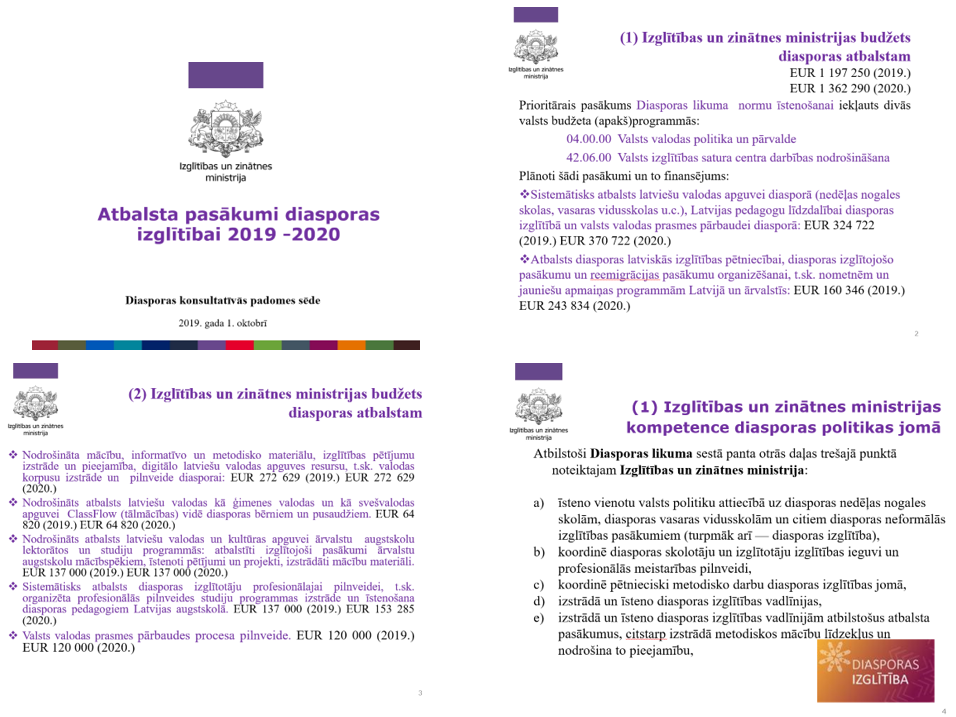 Izglītības un zinātnes
ministrija
Atbalsta pasākumi diasporas
izglītībai 2019 -2020
Diasporas konsultatīvās padomes sēde
2019. gada 1. oktobrī
Izglītības un zinātnes
ministrija
(1) Izglītības un zinātnes ministrijas budžets
diasporas atbalstam
EUR 1 197 250 (2019.)
EUR 1 362 290 (2020.)
Prioritārais pasākums Diasporas likuma normu īstenošanai iekļauts divās
valsts budžeta (apakš)programmās:
04.00.00 Valsts valodas politika un pārvalde
42.06.00 Valsts izglītības satura centra darbības nodrošināšana
Plānoti šādi pasākumi un to finansējums:
❖Sistemātisks atbalsts latviešu valodas apguvei diasporā (nedēļas nogales
skolas, vasaras vidusskolas u.c.), Latvijas pedagogu līdzdalībai diasporas
izglītībā un valsts valodas prasmes pārbaudei diasporā: EUR 324 722
(2019.) EUR 370 722 (2020.)
❖Atbalsts diasporas latviskās izglītības pētniecībai, diasporas izglītojošo
pasākumu un reemigrācijas pasākumu organizēšanai, t.sk. nometnēm un
jauniešu apmaiņas programmām Latvijā un ārvalstīs: EUR 160 346 (2019.)
EUR 243 834 (2020.)
2
Izglītības un zinātnes
ministrija
(2) Izglītības un zinātnes ministrijas budžets
diasporas atbalstam
❖ Nodrošināta mācību, informatīvo un metodisko materiālu, izglītības pētījumu
izstrāde un pieejamība, digitālo latviešu valodas apguves resursu, t.sk. valodas
korpusu izstrāde un pilnveide diasporai: EUR 272 629 (2019.) EUR 272 629
(2020.)
❖ Nodrošināts atbalsts latviešu valodas kā ģimenes valodas un kā svešvalodas
apguvei ClassFlow (tālmācības) vidē diasporas bērniem un pusaudžiem. EUR 64
820 (2019.) EUR 64 820 (2020.)
❖ Nodrošināts atbalsts latviešu valodas un kultūras apguvei ārvalstu augstskolu
lektorātos un studiju programmās: atbalstīti izglītojoši pasākumi ārvalstu
augstskolu mācībspēkiem, īstenoti pētījumi un projekti, izstrādāti mācību materiāli.
EUR 137 000 (2019.) EUR 137 000 (2020.)
❖ Sistemātisks atbalsts diasporas izglītotāju profesionālajai pilnveidei, t.sk.
organizēta profesionālās pilnveides studiju programmas izstrāde un īstenošana
diasporas pedagogiem Latvijas augstskolā. EUR 137 000 (2019.) EUR 153 285
(2020.)
❖ Valsts valodas prasmes pārbaudes procesa pilnveide. EUR 120 000 (2019.)
EUR 120 000 (2020.)
3
Izglītības un zinātnes
ministrija
(1) Izglītības un zinātnes ministrijas
kompetence diasporas politikas jomā
Atbilstoši Diasporas likuma sestā panta otrās daļas trešajā punktā
noteiktajam Izglītības un zinātnes ministrija:
a) īsteno vienotu valsts politiku attiecībā uz diasporas nedēļas nogales
skolām, diasporas vasaras vidusskolām un citiem diasporas neformālās
izglītības pasākumiem (turpmāk arī — diasporas izglītība),
b) koordinē diasporas skolotāju un izglītotāju izglītības ieguvi un
profesionālās meistarības pilnveidi,
c) koordinē pētnieciski metodisko darbu diasporas izglītības jomā,
d) izstrādā un īsteno diasporas izglītības vadlīnijas,
e) izstrādā un īsteno diasporas izglītības vadlīnijām atbilstošus atbalsta
pasākumus, citstarp izstrādā metodiskos mācību līdzekļus un
nodrošina to pieejamību,
DIASPORAS
IZGLĪTĪBA
4